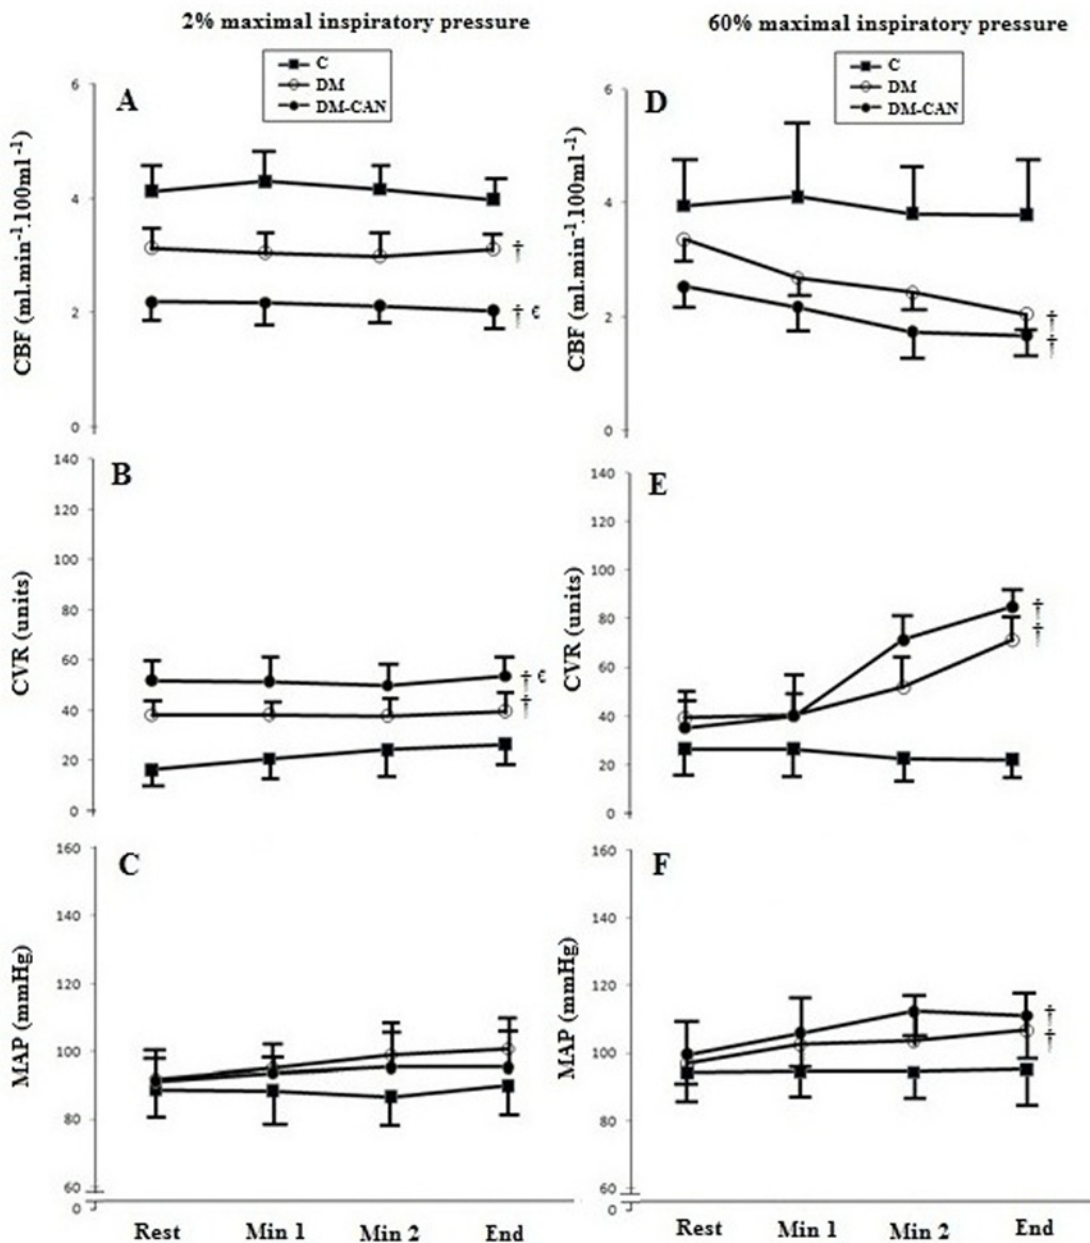 2% maximal inspiratory pressure
60% maximal inspiratory pressure
C
DM
DM-CAN
C
DM
DM-CAN
A
CBF (ml.min⁻¹.100ml⁻¹)
6
4
2
0
†
† €
D
CBF (ml.min⁻¹.100ml⁻¹)
6
4
2
0
†
†
B
CVR (units)
140
120
100
80
60
40
20
0
† €
†
E
CVR (units)
140
120
100
80
60
40
20
0
†
†
C
MAP (mmHg)
160
140
120
100
80
60
0
F
MAP (mmHg)
160
140
120
100
80
60
0
†
†
Rest Min 1 Min 2 End
Rest Min 1 Min 2 End